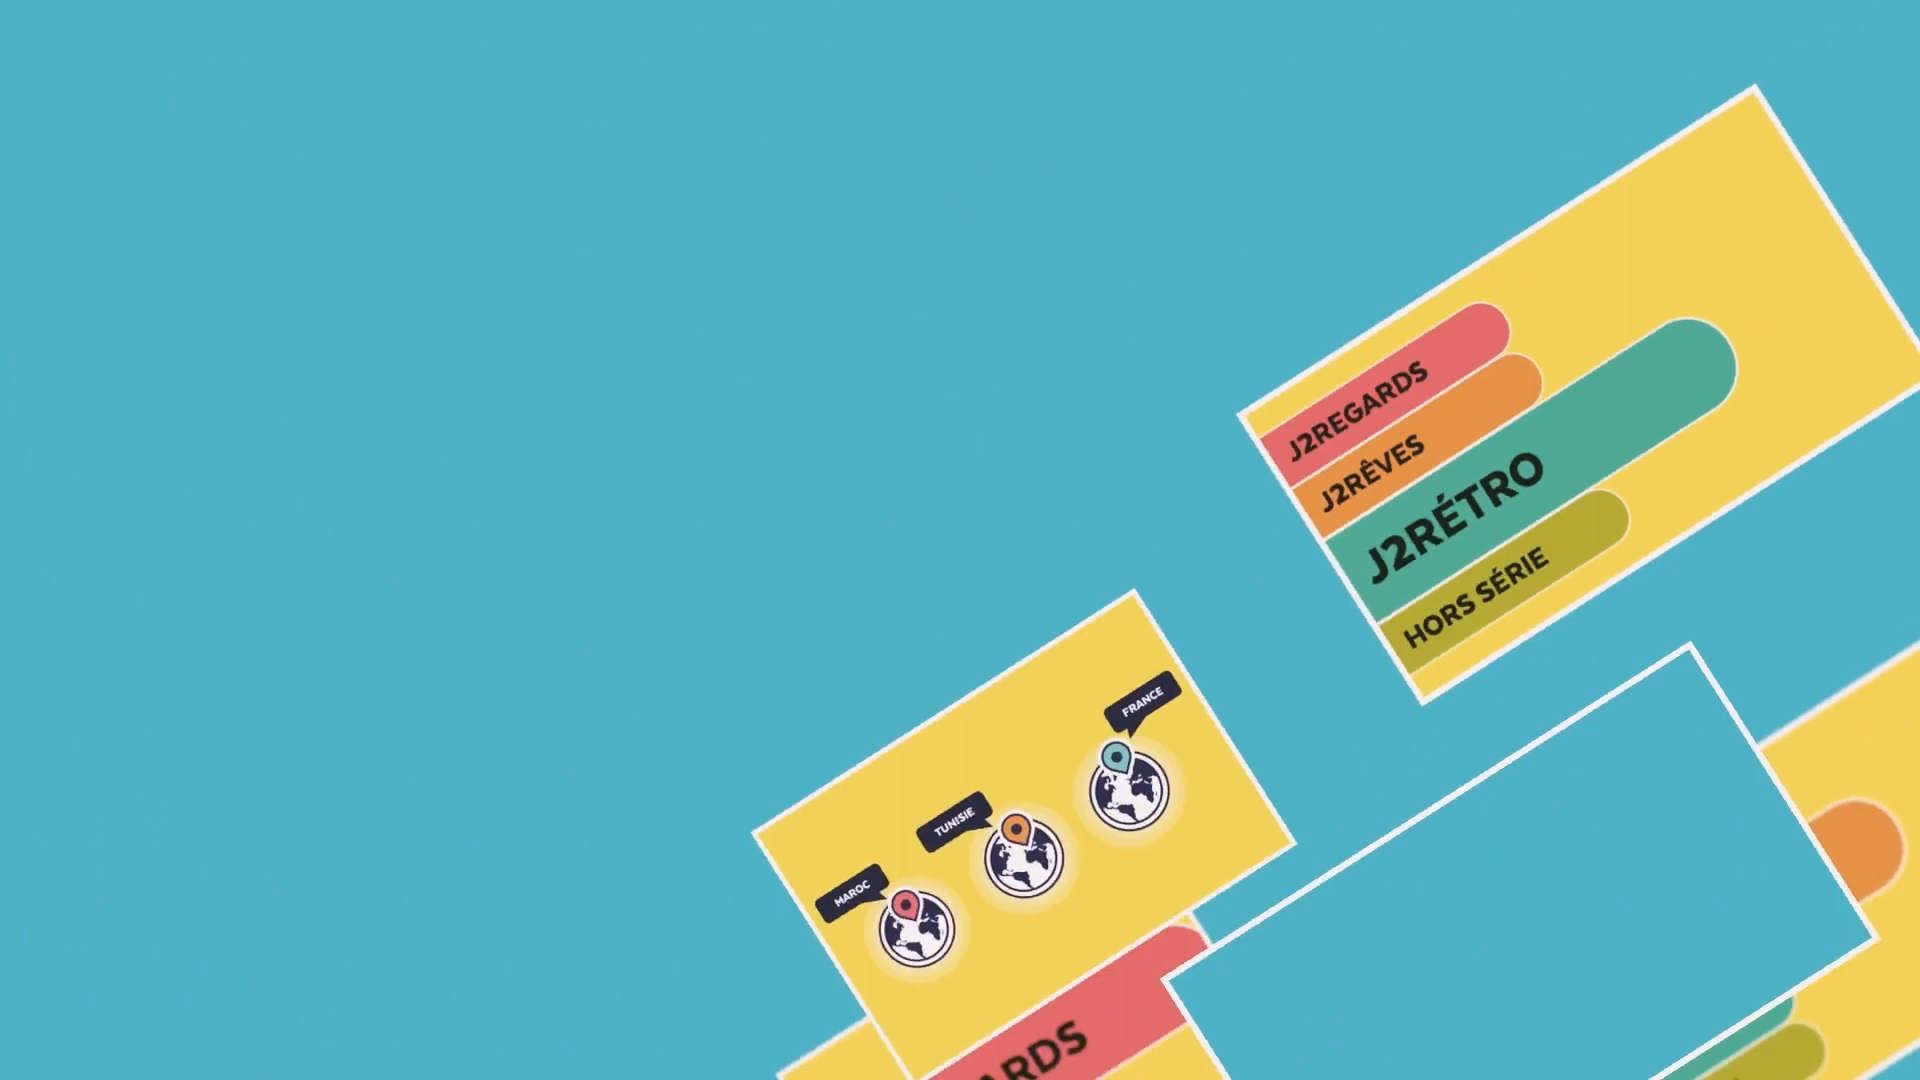 J2REGARDS
J2RÊVES
J2RÉTRO
HORS SÉRIE
FRANCE
TUNISIE
MAROC
ARDS